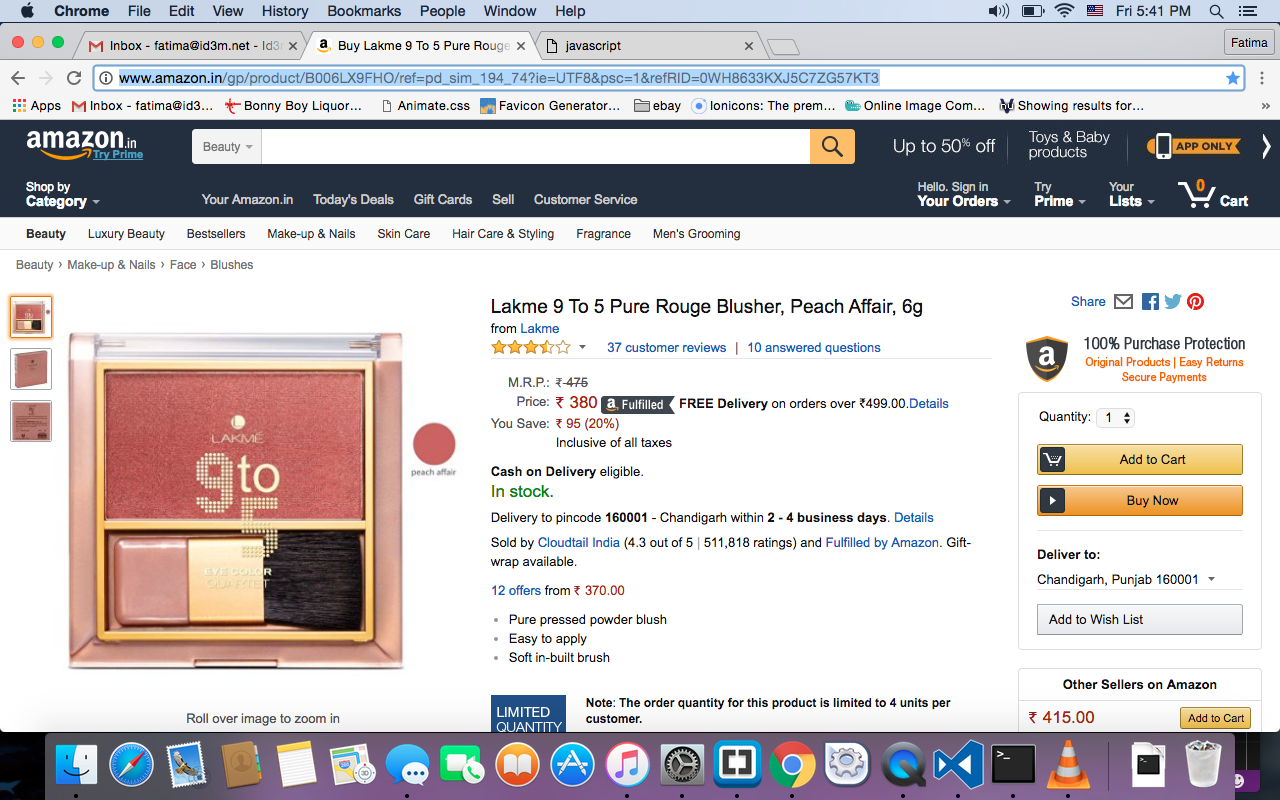 Chrome File Edit View History Bookmarks People Window Help Fri 5:41 PM
Inbox - fatima@id3m.net - Id3 Buy Lakme 9 To 5 Pure Rouge javascript Fatima
www.amazon.in/gp/product/B006LX9FHO/ref=pd_sim_194_74?ie=UTF8&psc=1&refRID=0WH8633KXJ5C7ZG57KT3
Apps Inbox - fatima@id3... Bonny Boy Liquor... Animate.css Favicon Generator... ebay Ionicons: The prem... Online Image Com... Showing results for... »
amazon.in
Try Prime
Beauty
Up to 50% off
Toys & Baby
products
APP ONLY
Shop by
Category
Your Amazon.in Today's Deals Gift Cards Sell Customer Service
Hello. Sign in
Your Orders
Try
Prime
Your
Lists
0
Cart
Beauty Luxury Beauty Bestsellers Make-up & Nails Skin Care Hair Care & Styling Fragrance Men's Grooming
Beauty › Make-up & Nails › Face › Blushes
LAKMÉ
9 to 5
EYE COLOR
QUARTET
peach affair
Roll over image to zoom in
Lakme 9 To 5 Pure Rouge Blusher, Peach Affair, 6g
from Lakme
37 customer reviews | 10 answered questions
M.R.P.: ₹ 475
Price: ₹ 380 a Fulfilled FREE Delivery on orders over ₹499.00.Details
You Save: ₹ 95 (20%)
Inclusive of all taxes
Cash on Delivery eligible.
In stock.
Delivery to pincode 160001 - Chandigarh within 2 - 4 business days. Details
Sold by Cloudtail India (4.3 out of 5 | 511,818 ratings) and Fulfilled by Amazon. Gift-
wrap available.
12 offers from ₹ 370.00
Pure pressed powder blush
Easy to apply
Soft in-built brush
LIMITED
QUANTITY
Note: The order quantity for this product is limited to 4 units per
customer.
Share
a
100% Purchase Protection
Original Products | Easy Returns
Secure Payments
Quantity: 1
Add to Cart
Buy Now
Deliver to:
Chandigarh, Punjab 160001
Add to Wish List
Other Sellers on Amazon
₹ 415.00 Add to Cart